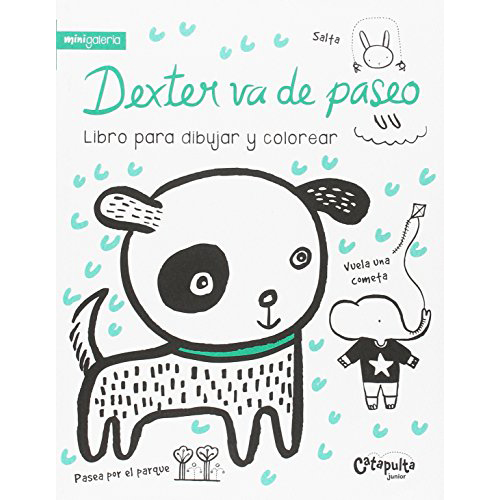 minigalería
Salta
Dexter va de paseo
Libro para dibujar y colorear
Vuela una
cometa
Pasea por el parque
Catapulta
junior